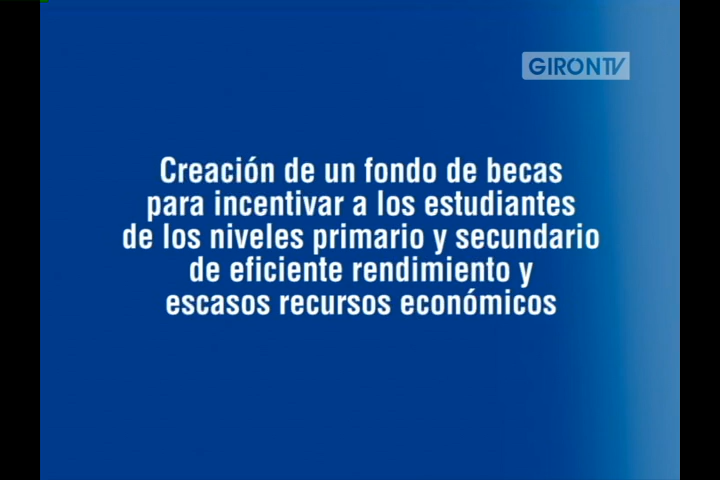 GIRONTV
Creación de un fondo de becas
para incentivar a los estudiantes
de los niveles primario y secundario
de eficiente rendimiento y
escasos recursos económicos